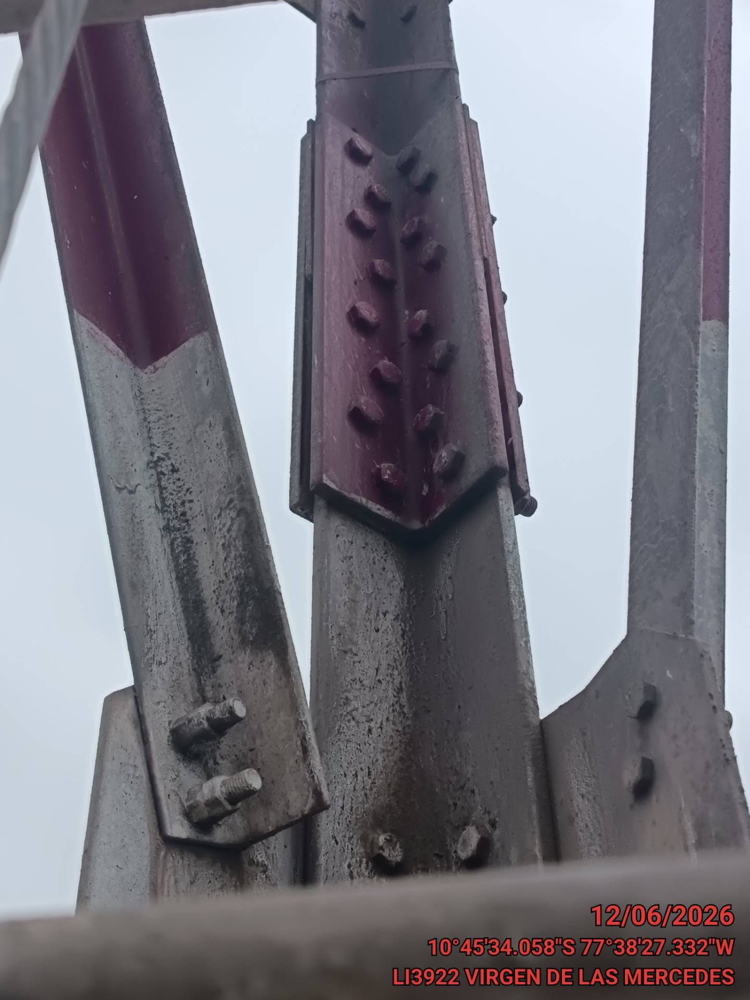 12/06/2026
10°45'34.058"S 77°38'27.332"W
LI3922 VIRGEN DE LAS MERCEDES